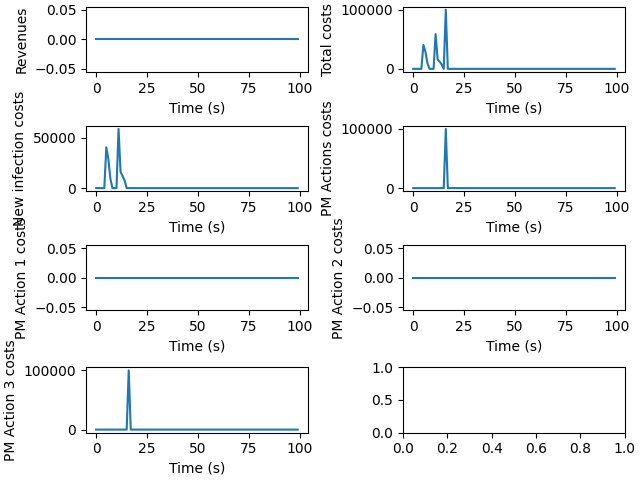 Revenues
0.05
0.00
−0.05
0 25 50 75 100
Time (s)
Total costs
100000
0
0 25 50 75 100
Time (s)
New infection costs
50000
0
0 25 50 75 100
Time (s)
PM Actions costs
100000
0
0 25 50 75 100
Time (s)
PM Action 1 costs
0.05
0.00
−0.05
0 25 50 75 100
Time (s)
PM Action 2 costs
0.05
0.00
−0.05
0 25 50 75 100
Time (s)
PM Action 3 costs
100000
0
0 25 50 75 100
Time (s)
1.0
0.5
0.0
0.0 0.2 0.4 0.6 0.8 1.0